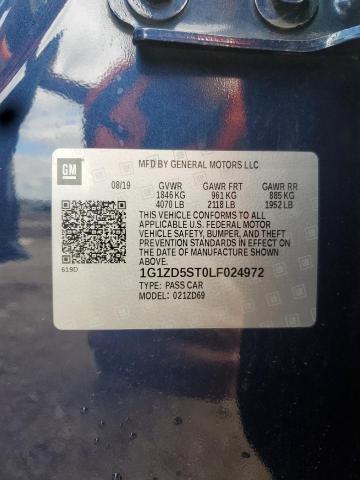 GM
MFD BY GENERAL MOTORS LLC
08/19 GVWR GAWR FRT GAWR RR
1846 KG 961 KG 885 KG
4070 LB 2118 LB 1952 LB
THIS VEHICLE CONFORMS TO ALL
APPLICABLE U.S. FEDERAL MOTOR
VEHICLE SAFETY, BUMPER, AND THEFT
PREVENTION STANDARDS IN EFFECT ON
THE DATE OF MANUFACTURE SHOWN
ABOVE.
619D
1G1ZD5ST0LF024972
TYPE: PASS CAR
MODEL: 021ZD69